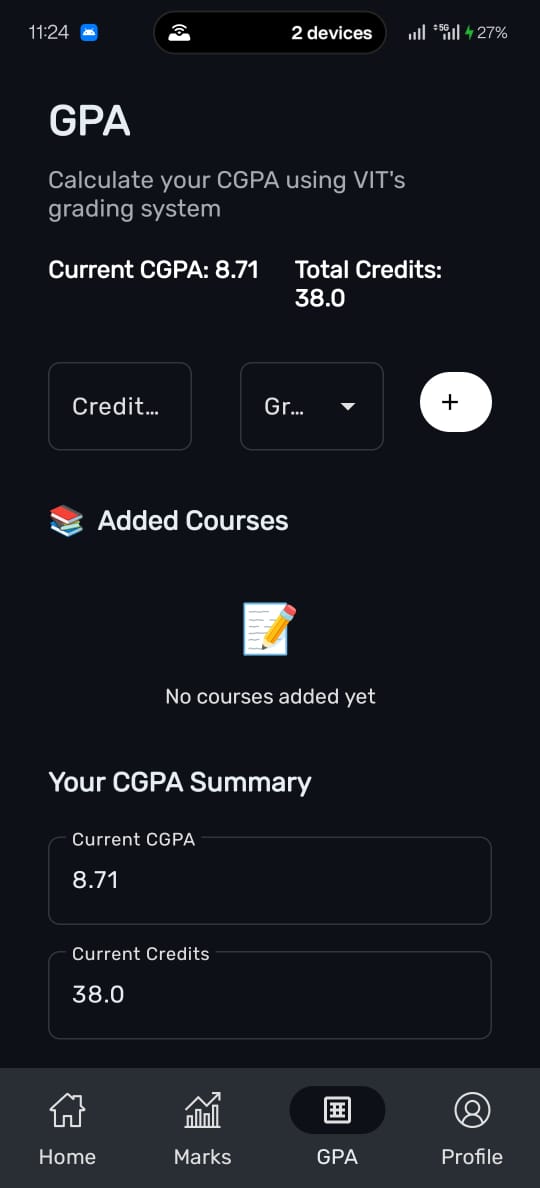 11:24
2 devices
5G
27%
GPA
Calculate your CGPA using VIT's
grading system
Current CGPA: 8.71
Total Credits:
38.0
Credit...
Gr...
+
Added Courses
No courses added yet
Your CGPA Summary
Current CGPA
8.71
Current Credits
38.0
Home
Marks
GPA
Profile